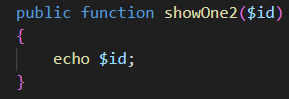 public function showOne2($id)
{
    echo $id;
}